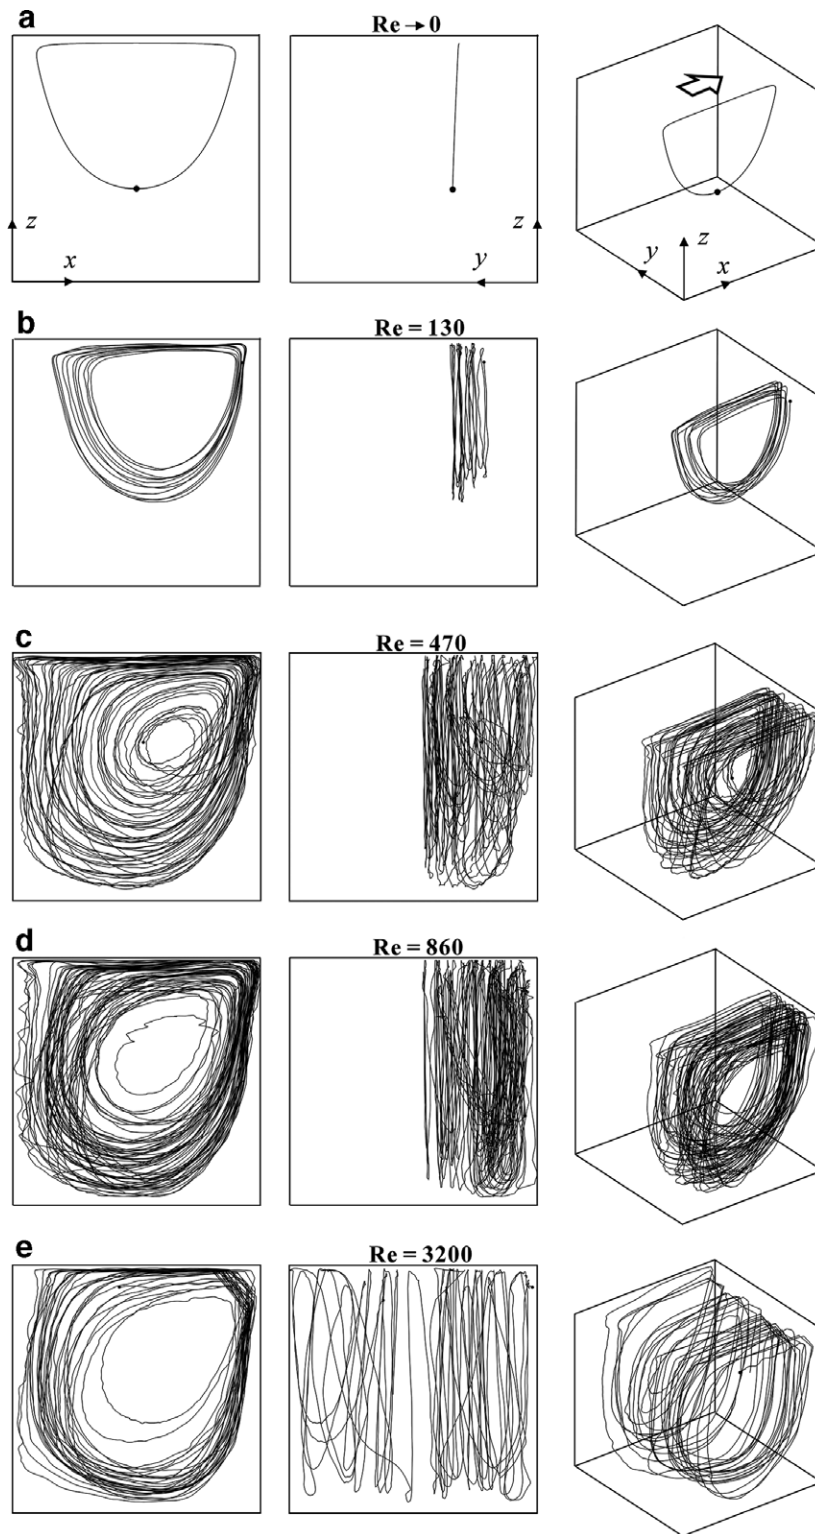 a
Re → 0
z
x
z
y
y
z
x
b
Re = 130
c
Re = 470
d
Re = 860
e
Re = 3200